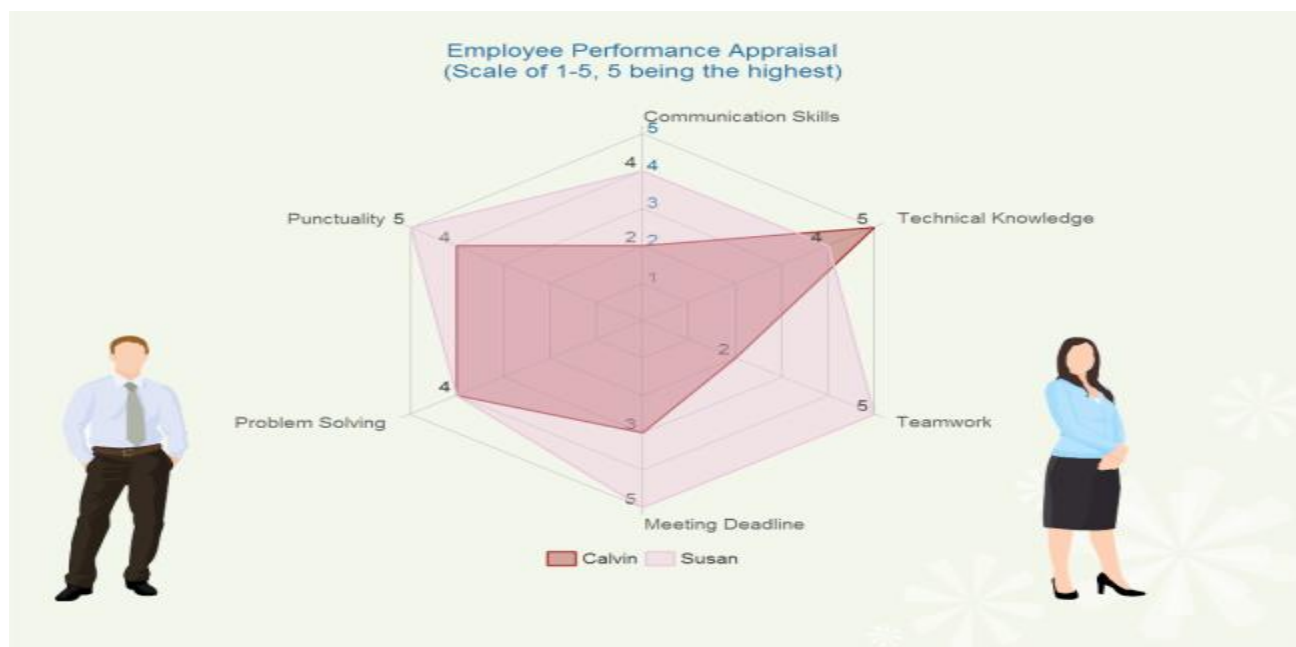 Employee Performance Appraisal
(Scale of 1-5, 5 being the highest)
Communication Skills
5
4 4
3
Punctuality 5
5 Technical Knowledge
4
4
2 2
1
2
4
3
5
Problem Solving
Teamwork
5
Meeting Deadline
Calvin Susan